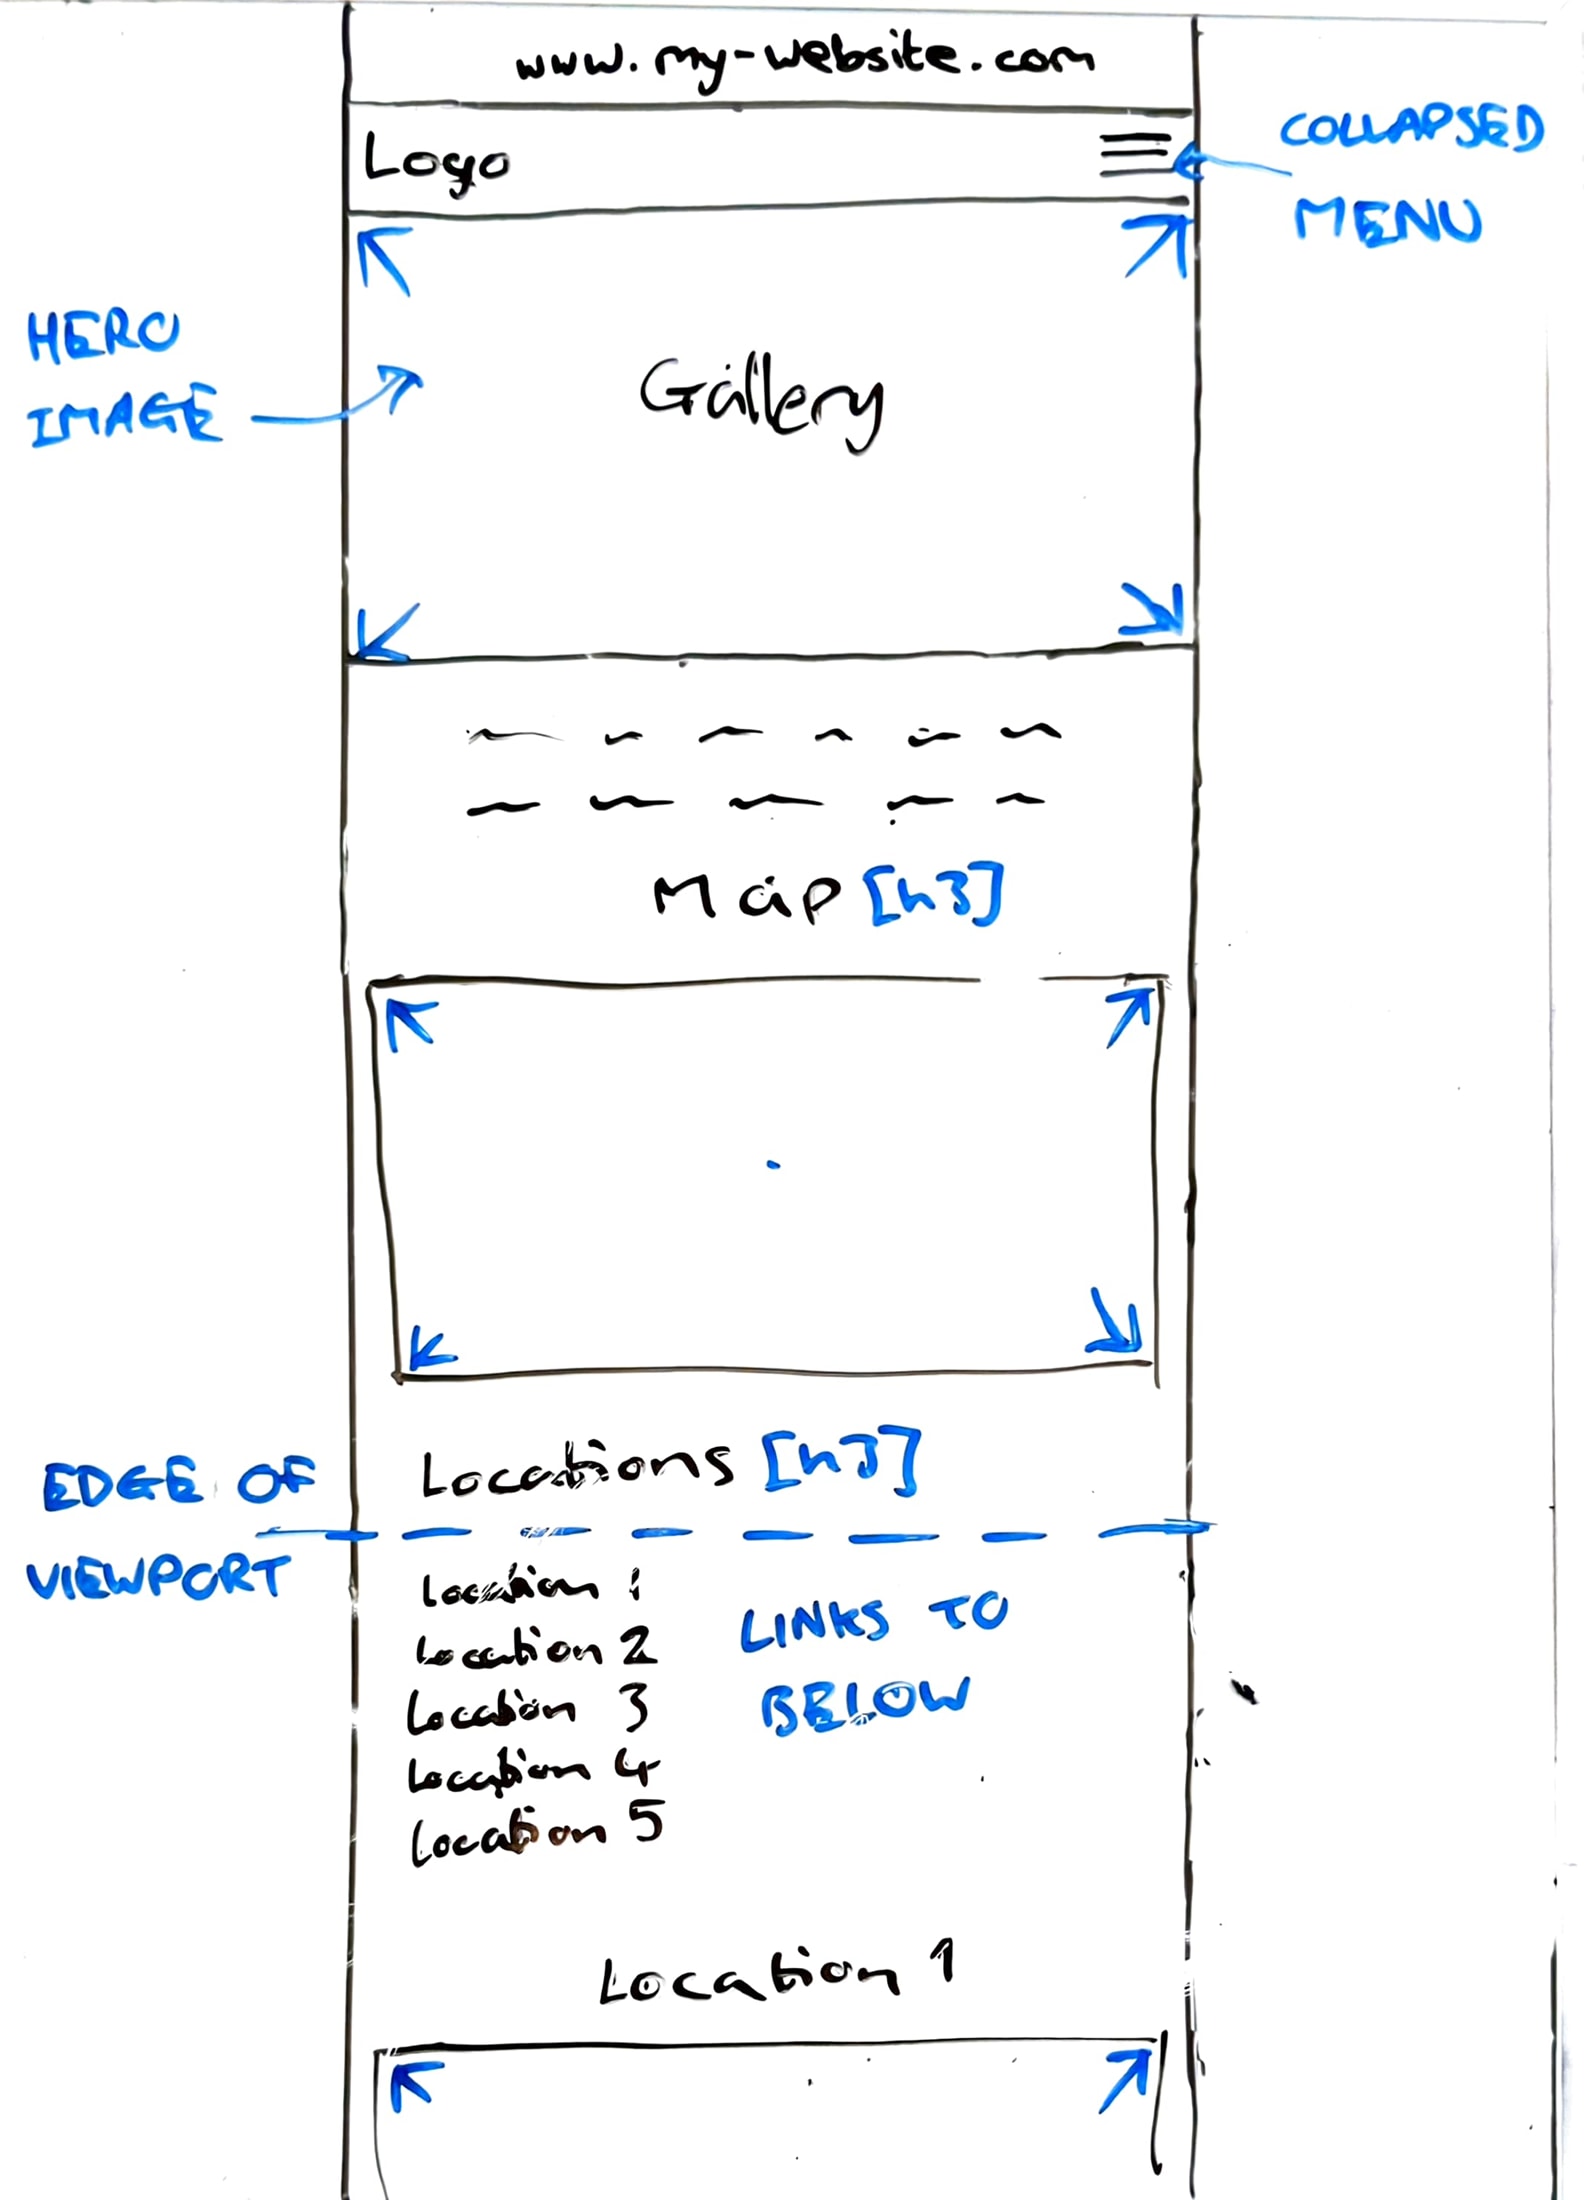 www.my-website.com
Logo
COLLAPSED
MENU
HERO
IMAGE
Gallery
Map [h3]
Locations [h3]
EDGE OF
VIEWPORT
Location 1
Location 2
Location 3
Location 4
Location 5
LINKS TO
BELOW
Location 1